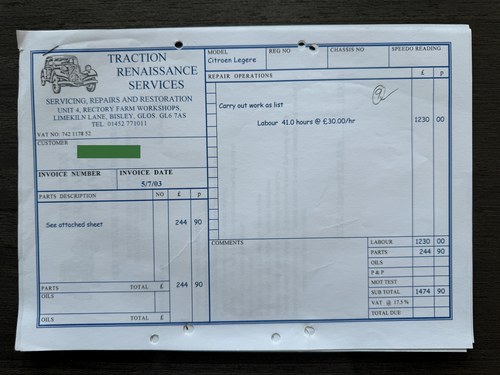 TRACTION
RENAISSANCE
SERVICES
SERVICING, REPAIRS AND RESTORATION
UNIT 4, RECTORY FARM WORKSHOPS,
LIMEKILN LANE, BISLEY, GLOS. GL6 7AS
TEL. 01452 771011
VAT NO: 742 1178 52
CUSTOMER
INVOICE NUMBER
INVOICE DATE
5/7/03
PARTS DESCRIPTION NO £ p
See attached sheet 244 90
PARTS TOTAL £ 244 90
OILS
OILS TOTAL £
MODEL REG NO CHASSIS NO SPEEDO READING
Citroen Legere
REPAIR OPERATIONS £ p
Carry out work as list
Labour 41.0 hours @ £30.00/hr 1230 00
COMMENTS
LABOUR 1230 00
PARTS 244 90
OILS
P & P
MOT TEST
SUB TOTAL 1474 90
VAT @ 17.5%
TOTAL DUE